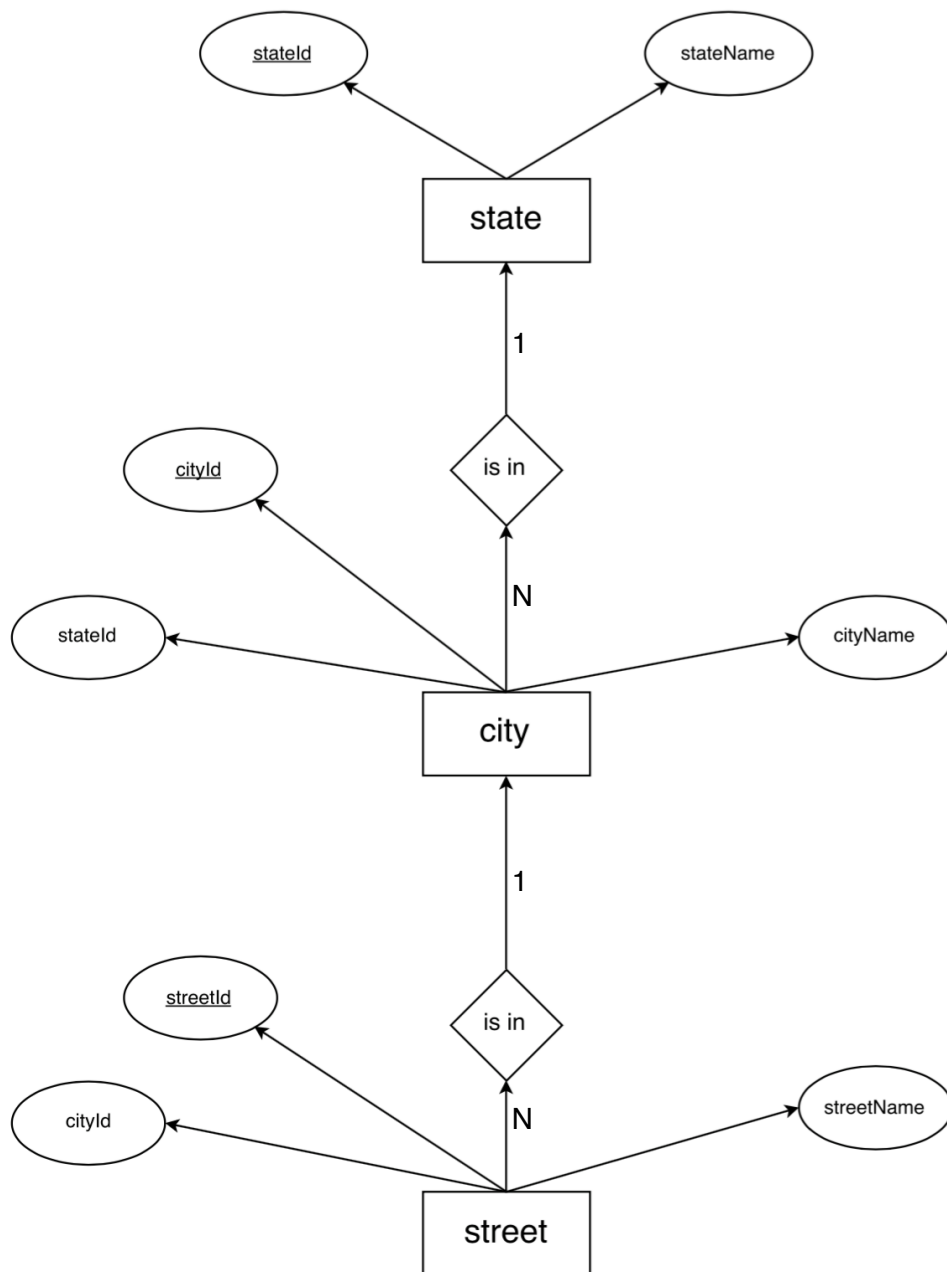 stateId
stateName
state
1
is in
cityId
N
stateId
cityName
city
1
streetId
is in
cityId
N
streetName
street